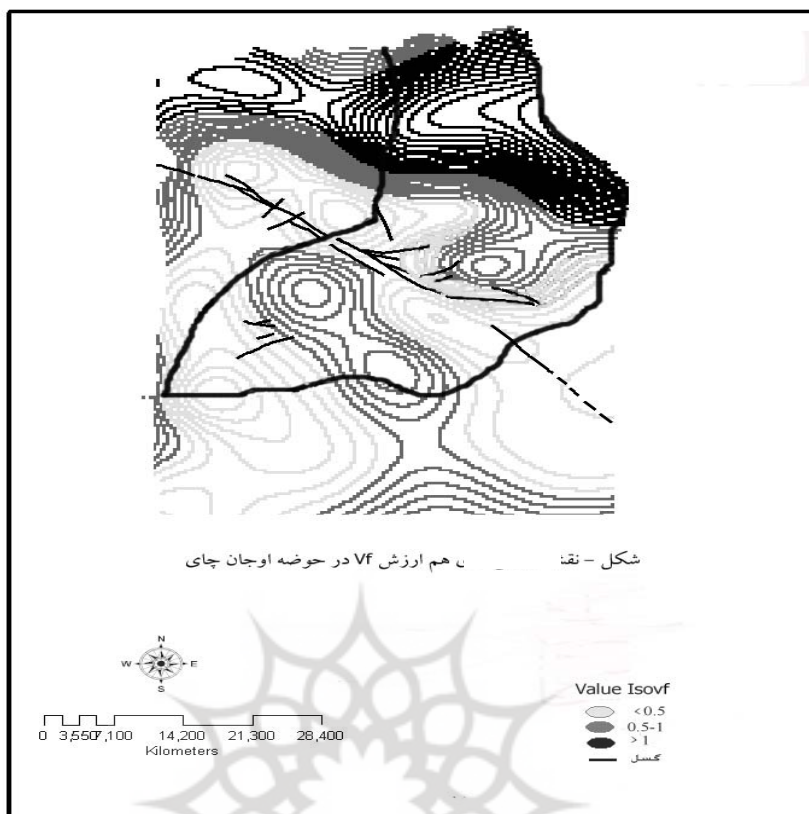 شکل – هم ارزش Vf در حوضه اوجان چای
N
W E
S
0 3,550 7,100 14,200 21,300 28,400
Kilometers
Value Isovf
<0.5
0.5-1
>1
گسل